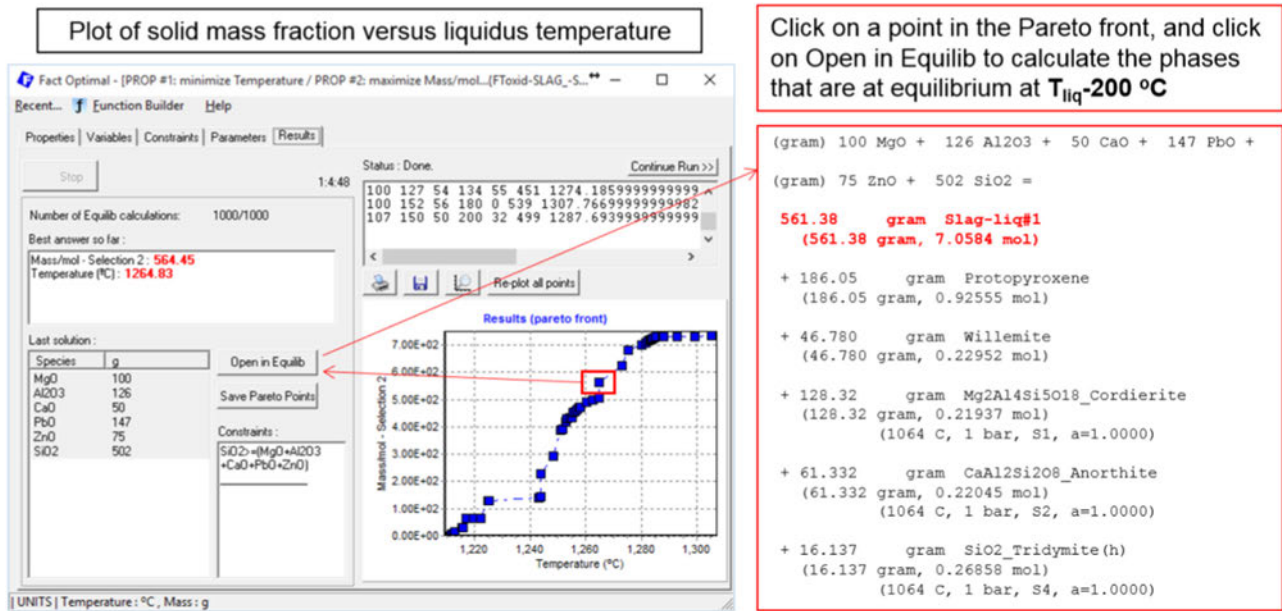 Plot of solid mass fraction versus liquidus temperature
Fact Optimal - [PROP #1: minimize Temperature / PROP #2: maximize Mass/mol...(FToxid-SLAG_-S...
Recent... Function Builder Help
Properties Variables Constraints Parameters Results
Stop
1:4:48
Number of Equilib calculations: 1000/1000
Best answer so far :
Mass/mol - Selection 2 : 564.45
Temperature (ºC) : 1264.83
Last solution :
Species g
MgO 100
Al2O3 126
CaO 50
PbO 147
ZnO 75
SiO2 502
Open in Equilib
Save Pareto Points
Constraints :
SiO2>=(MgO+Al2O3
+CaO+PbO+ZnO)
Status : Done.
Continue Run >>
100 127 54 134 55 451 1274.1859999999999
100 152 56 180 0 539 1307.76699999999982
107 150 50 200 32 499 1287.6939999999999
Re-plot all points
Results (pareto front)
Mass/mol - Selection 2
7.00E+02
6.00E+02
5.00E+02
4.00E+02
3.00E+02
2.00E+02
1.00E+02
0.00E+00
1,220 1,240 1,260 1,280 1,300
Temperature (ºC)
| UNITS | Temperature : ºC , Mass : g
Click on a point in the Pareto front, and click
on Open in Equilib to calculate the phases
that are at equilibrium at Tliq-200 ºC
(gram) 100 MgO + 126 Al2O3 + 50 CaO + 147 PbO +
(gram) 75 ZnO + 502 SiO2 =
561.38 gram Slag-liq#1
(561.38 gram, 7.0584 mol)
+ 186.05 gram Protopyroxene
(186.05 gram, 0.92555 mol)
+ 46.780 gram Willemite
(46.780 gram, 0.22952 mol)
+ 128.32 gram Mg2Al4Si5O18_Cordierite
(128.32 gram, 0.21937 mol)
(1064 C, 1 bar, S1, a=1.0000)
+ 61.332 gram CaAl2Si2O8_Anorthite
(61.332 gram, 0.22045 mol)
(1064 C, 1 bar, S2, a=1.0000)
+ 16.137 gram SiO2_Tridymite(h)
(16.137 gram, 0.26858 mol)
(1064 C, 1 bar, S4, a=1.0000)